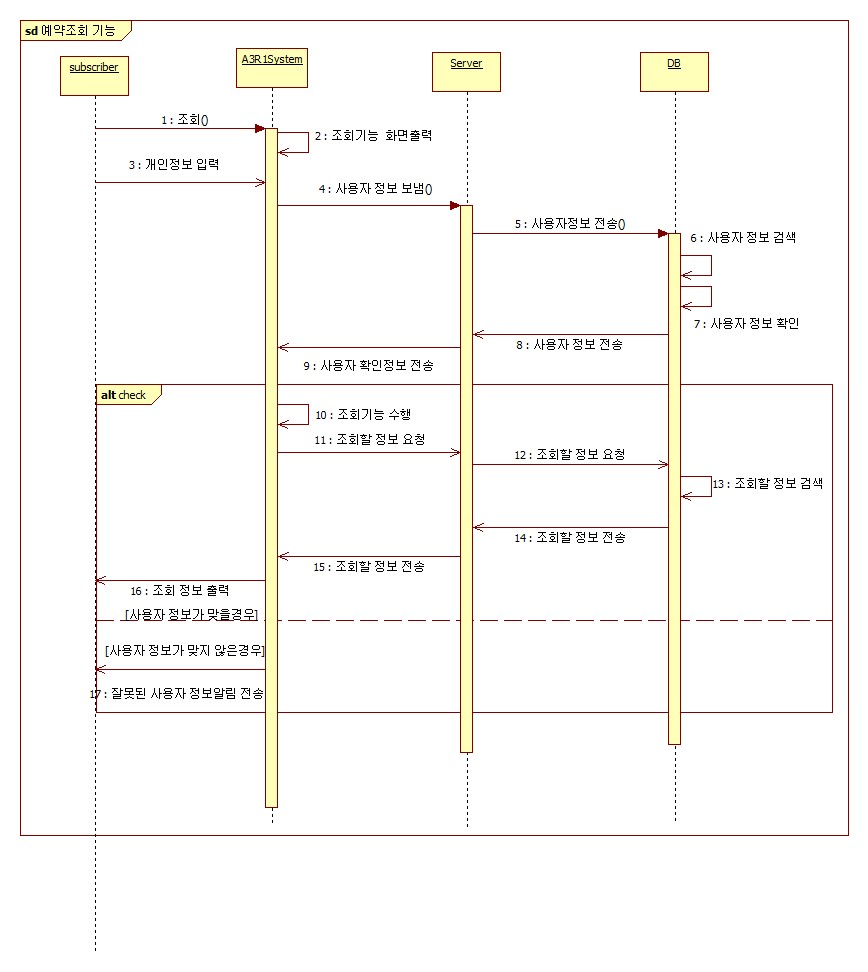 sd 예약조회 기능
subscriber
A3R1System
Server
DB
1 : 조회()
2 : 조회기능 화면출력
3 : 개인정보 입력
4 : 사용자 정보 보냄()
5 : 사용자정보 전송()
6 : 사용자 정보 검색
7 : 사용자 정보 확인
8 : 사용자 정보 전송
9 : 사용자 확인정보 전송
alt check
10 : 조회기능 수행
11 : 조회할 정보 요청
12 : 조회할 정보 요청
13 : 조회할 정보 검색
14 : 조회할 정보 전송
15 : 조회할 정보 전송
16 : 조회 정보 출력
[사용자 정보가 맞을경우]
[사용자 정보가 맞지 않은경우]
17 : 잘못된 사용자 정보알림 전송